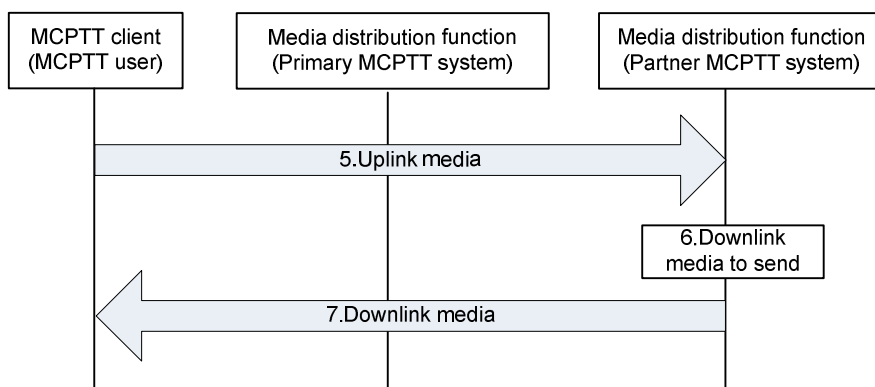 MCPTT client
(MCPTT user)
Media distribution function
(Primary MCPTT system)
Media distribution function
(Partner MCPTT system)
5.Uplink media
6.Downlink
media to send
7.Downlink media